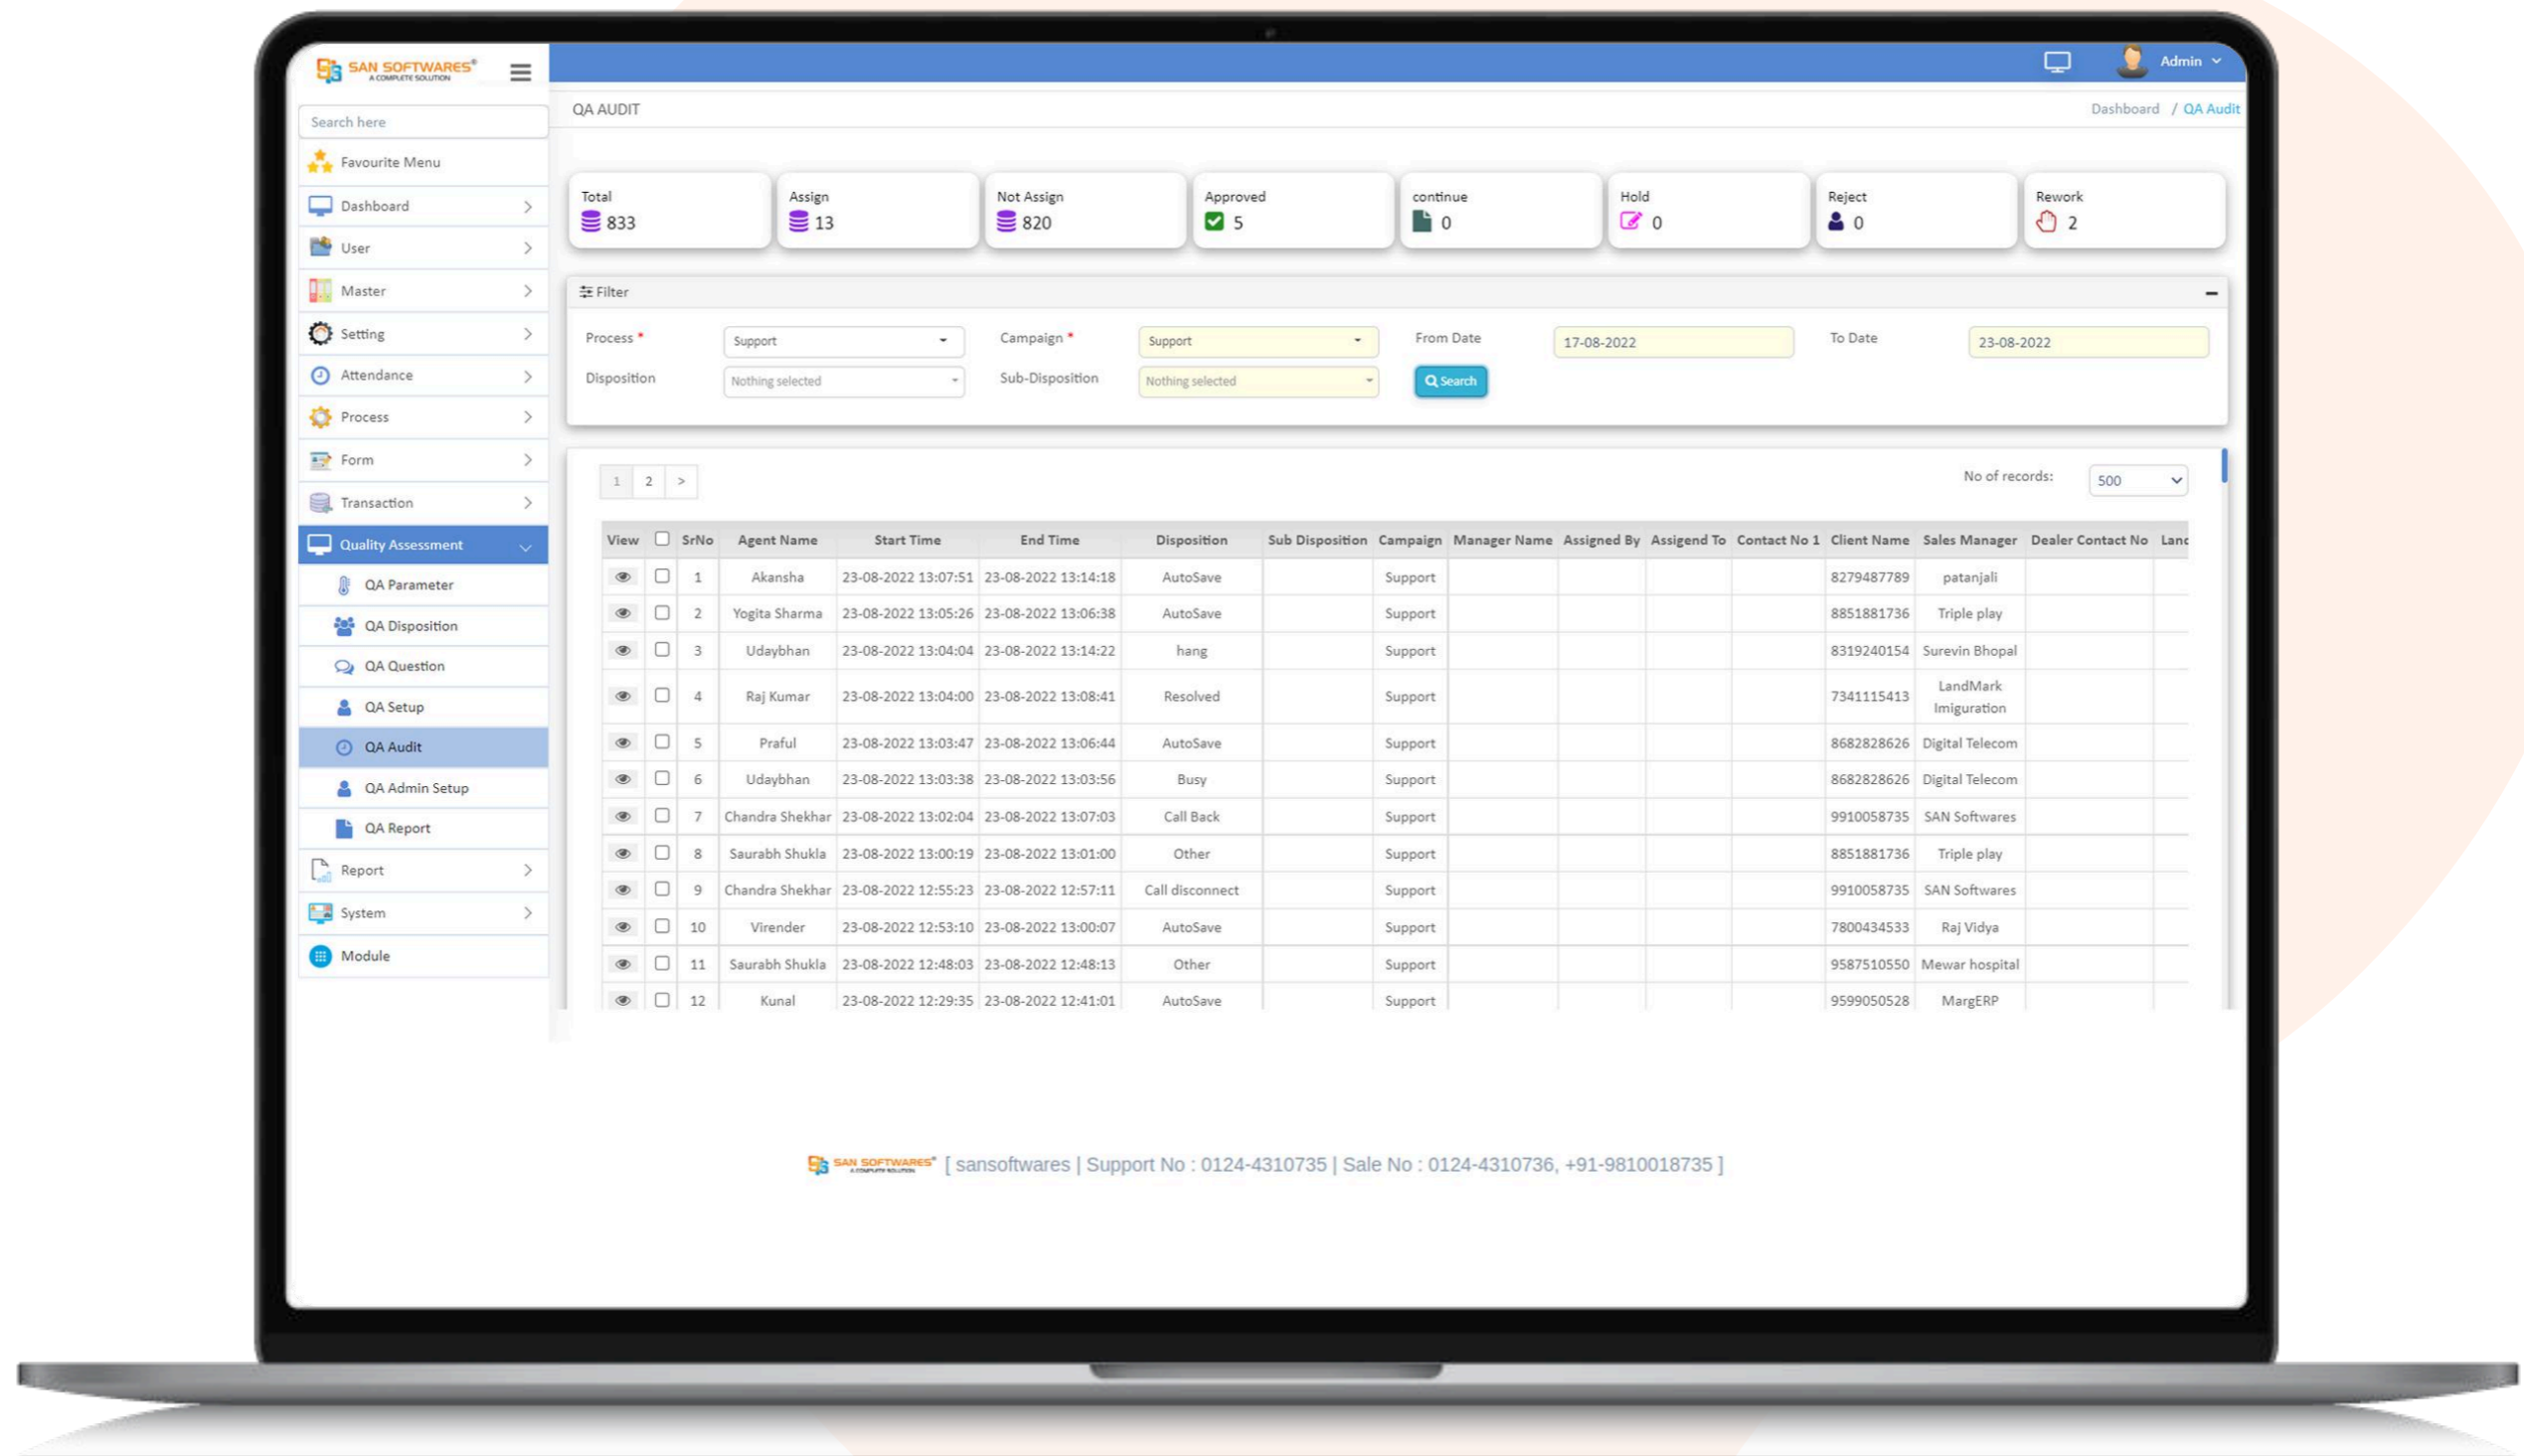 SAN SOFTWARES®
A COMPLETE SOLUTION
Admin
Search here
Favourite Menu
Dashboard
User
Master
Setting
Attendance
Process
Form
Transaction
Quality Assessment
QA Parameter
QA Disposition
QA Question
QA Setup
QA Audit
QA Admin Setup
QA Report
Report
System
Module
QA AUDIT
Dashboard / QA Audit
Total Assign Not Assign Approved continue Hold Reject Rework
833 13 820 5 0 0 0 2
Filter
Process * Support Campaign * Support From Date 17-08-2022 To Date 23-08-2022
Disposition Nothing selected Sub-Disposition Nothing selected Search
1 2 > No of records: 500
View SrNo Agent Name Start Time End Time Disposition Sub Disposition Campaign Manager Name Assigned By Assigend To Contact No 1 Client Name Sales Manager Dealer Contact No Land
1 Akansha 23-08-2022 13:07:51 23-08-2022 13:14:18 AutoSave Support 8279487789 patanjali
2 Yogita Sharma 23-08-2022 13:05:26 23-08-2022 13:06:38 AutoSave Support 8851881736 Triple play
3 Udaybhan 23-08-2022 13:04:04 23-08-2022 13:14:22 hang Support 8319240154 Surevin Bhopal
4 Raj Kumar 23-08-2022 13:04:00 23-08-2022 13:08:41 Resolved Support 7341115413 LandMark
Imiguration
5 Praful 23-08-2022 13:03:47 23-08-2022 13:06:44 AutoSave Support 8682828626 Digital Telecom
6 Udaybhan 23-08-2022 13:03:38 23-08-2022 13:03:56 Busy Support 8682828626 Digital Telecom
7 Chandra Shekhar 23-08-2022 13:02:04 23-08-2022 13:07:03 Call Back Support 9910058735 SAN Softwares
8 Saurabh Shukla 23-08-2022 13:00:19 23-08-2022 13:01:00 Other Support 8851881736 Triple play
9 Chandra Shekhar 23-08-2022 12:55:23 23-08-2022 12:57:11 Call disconnect Support 9910058735 SAN Softwares
10 Virender 23-08-2022 12:53:10 23-08-2022 13:00:07 AutoSave Support 7800434533 Raj Vidya
11 Saurabh Shukla 23-08-2022 12:48:03 23-08-2022 12:48:13 Other Support 9587510550 Mewar hospital
12 Kunal 23-08-2022 12:29:35 23-08-2022 12:41:01 AutoSave Support 9599050528 MargERP
SAN SOFTWARES® [ sansoftwares | Support No : 0124-4310735 | Sale No : 0124-4310736, +91-9810018735 ]
A COMPLETE SOLUTION